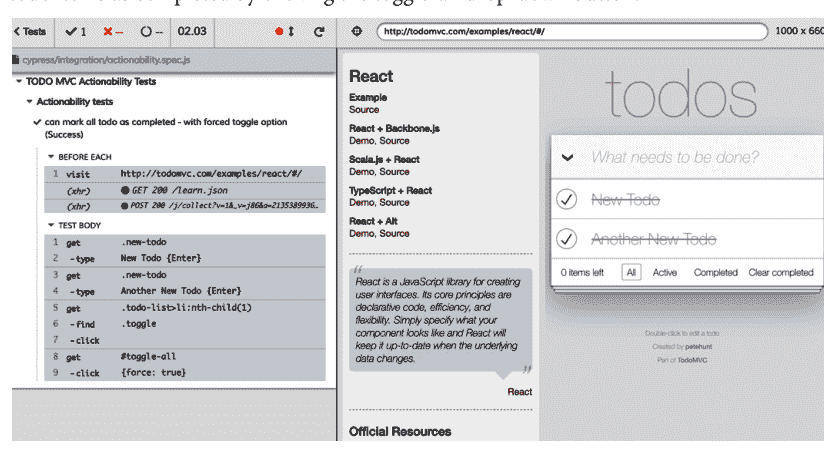 < Tests ✓ 1 ✗ -- ○ -- 02.03
http://todomvc.com/examples/react/#/ 1000 x 660
cypress/integration/actionability.spec.js
TODO MVC Actionability Tests
Actionability tests
can mark all todo as completed - with forced toggle option
(Success)
BEFORE EACH
1 visit http://todomvc.com/examples/react/#/
(xhr) GET 200 /learn.json
(xhr) POST 200 /j/collect?v=1&_v=j86&a=2135389936...
TEST BODY
1 get .new-todo
2 -type New Todo {Enter}
3 get .new-todo
4 -type Another New Todo {Enter}
5 get .todo-list>li:nth-child(1)
6 -find .toggle
7 -click
8 get #toggle-all
9 -click {force: true}
React
Example
Source
React + Backbone.js
Demo, Source
Scala.js + React
Demo, Source
TypeScript + React
Demo, Source
React + Alt
Demo, Source
React is a JavaScript library for creating
user interfaces. Its core principles are
declarative code, efficiency, and
flexibility. Simply specify what your
component looks like and React will
keep it up-to-date when the underlying
data changes.
React
Official Resources
todos
What needs to be done?
New Todo
Another New Todo
0 items left All Active Completed Clear completed
Double-click to edit a todo
Created by petehunt
Part of TodoMVC